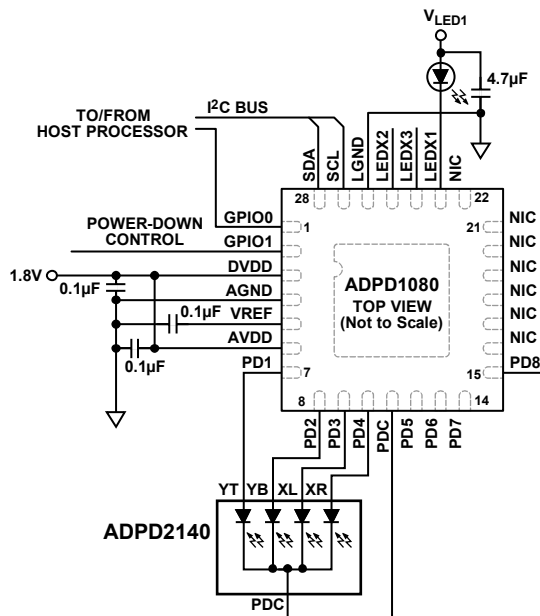 VLED1
4.7µF
I2C BUS
TO/FROM
HOST PROCESSOR
SDA
SCL
LGND
LEDX2
LEDX3
LEDX1
NIC
28
22
GPIO0
1
21
NIC
POWER-DOWN
CONTROL
GPIO1
NIC
1.8V
DVDD
NIC
0.1µF
AGND
NIC
0.1µF
VREF
NIC
AVDD
NIC
0.1µF
PD1
7
15
PD8
ADPD1080
TOP VIEW
(Not to Scale)
8
14
PD2
PD3
PD4
PDC
PD5
PD6
PD7
YT YB XL XR
ADPD2140
PDC